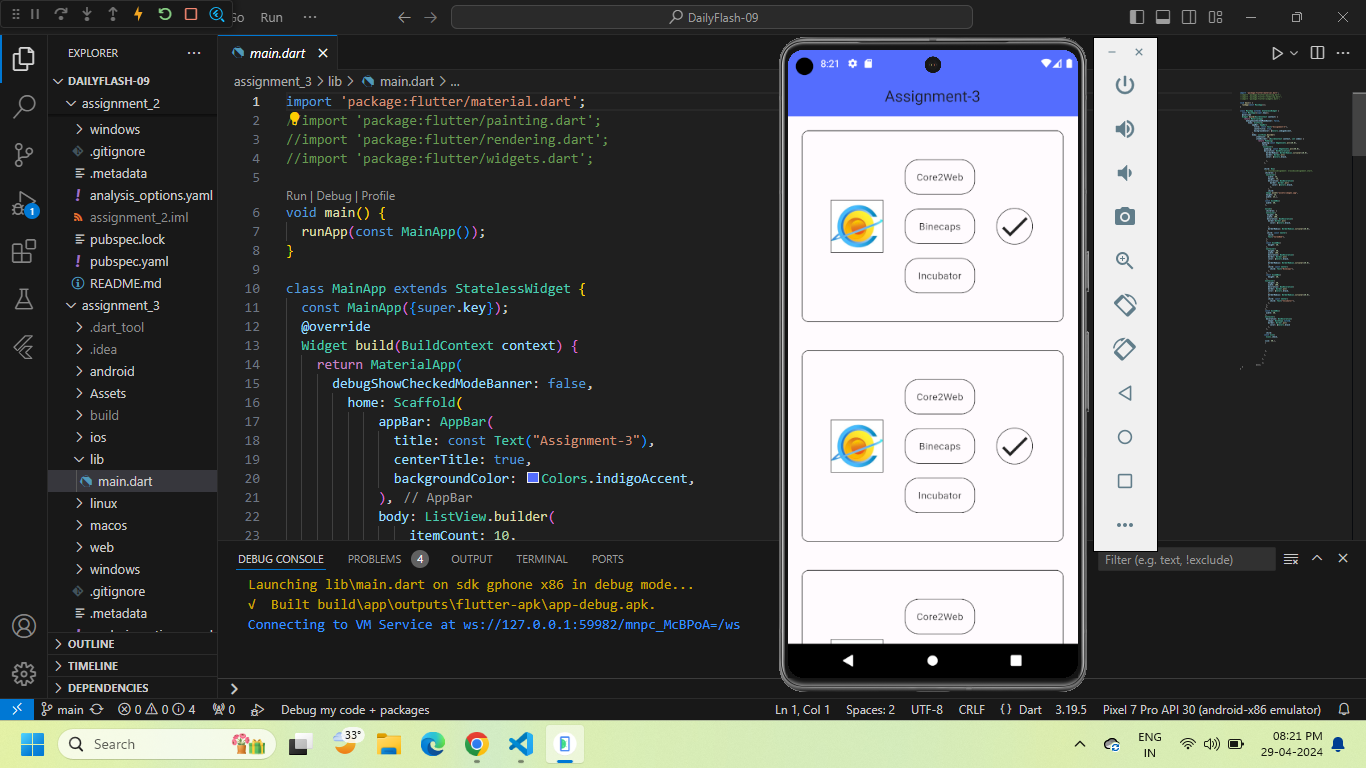 Go
Run
···
DailyFlash-09
EXPLORER
DAILYFLASH-09
assignment_2
windows
.gitignore
.metadata
analysis_options.yaml
assignment_2.iml
pubspec.lock
pubspec.yaml
README.md
assignment_3
.dart_tool
.idea
android
Assets
build
ios
lib
main.dart
linux
macos
web
windows
.gitignore
.metadata
OUTLINE
TIMELINE
DEPENDENCIES
1
main.dart
assignment_3 > lib > main.dart > ...
1 import 'package:flutter/material.dart';
2 import 'package:flutter/painting.dart';
3 //import 'package:flutter/rendering.dart';
4 //import 'package:flutter/widgets.dart';
5
Run | Debug | Profile
6 void main() {
7 runApp(const MainApp());
8 }
9
10 class MainApp extends StatelessWidget {
11 const MainApp({super.key});
12 @override
13 Widget build(BuildContext context) {
14 return MaterialApp(
15 debugShowCheckedModeBanner: false,
16 home: Scaffold(
17 appBar: AppBar(
18 title: const Text("Assignment-3"),
19 centerTitle: true,
20 backgroundColor: Colors.indigoAccent,
21 ), // AppBar
22 body: ListView.builder(
23 itemCount: 10,
DEBUG CONSOLE
PROBLEMS
4
OUTPUT
TERMINAL
PORTS
Filter (e.g. text, !exclude)
Launching lib\main.dart on sdk gphone x86 in debug mode...
√ Built build\app\outputs\flutter-apk\app-debug.apk.
Connecting to VM Service at ws://127.0.0.1:59982/mnpc_McBPoA=/ws
8:21
Assignment-3
Core2Web
Binecaps
Incubator
Core2Web
Binecaps
Incubator
Core2Web
main
0
0
4
0
Debug my code + packages
Ln 1, Col 1
Spaces: 2
UTF-8
CRLF
{ } Dart
3.19.5
Pixel 7 Pro API 30 (android-x86 emulator)
Search
33°
ENG
IN
08:21 PM
29-04-2024